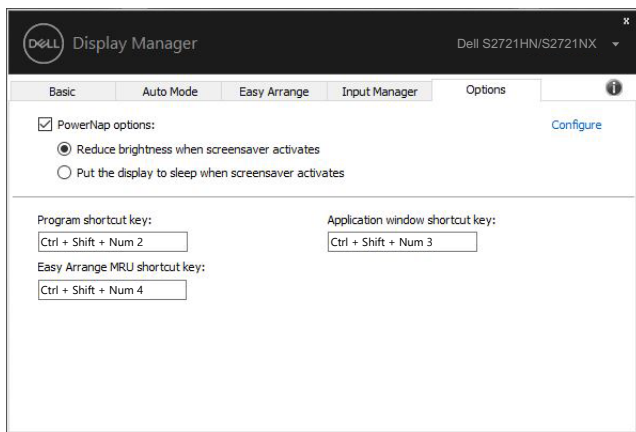 x
DELL Display Manager Dell S2721HN/S2721NX
Basic Auto Mode Easy Arrange Input Manager Options
PowerNap options: Configure
Reduce brightness when screensaver activates
Put the display to sleep when screensaver activates
Program shortcut key: Application window shortcut key:
Ctrl + Shift + Num 2 Ctrl + Shift + Num 3
Easy Arrange MRU shortcut key:
Ctrl + Shift + Num 4